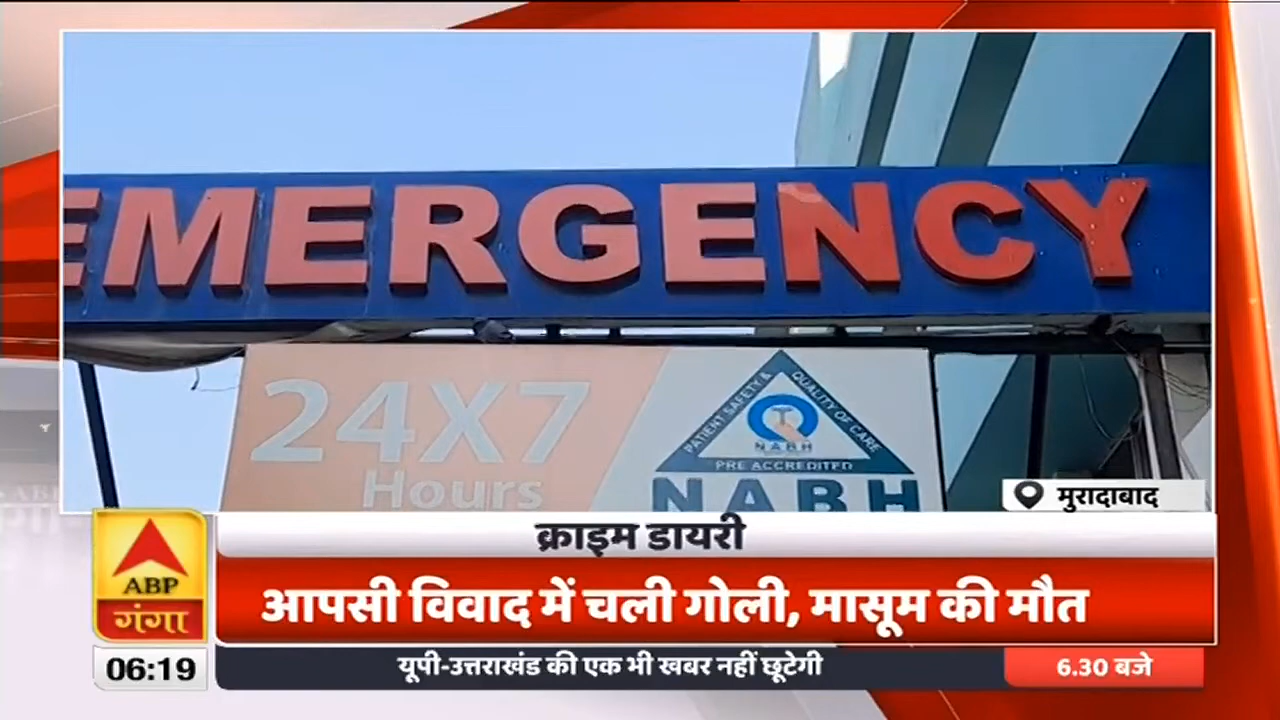 EMERGENCY
24X7
Hours
PATIENT SAFETY & QUALITY OF CARE
NABH
PRE ACCREDITED
NABH
मुरादाबाद
क्राइम डायरी
ABP
गंगा
आपसी विवाद में चली गोली, मासूम की मौत
06:19
यूपी-उत्तराखंड की एक भी खबर नहीं छूटेगी
6.30 बजे